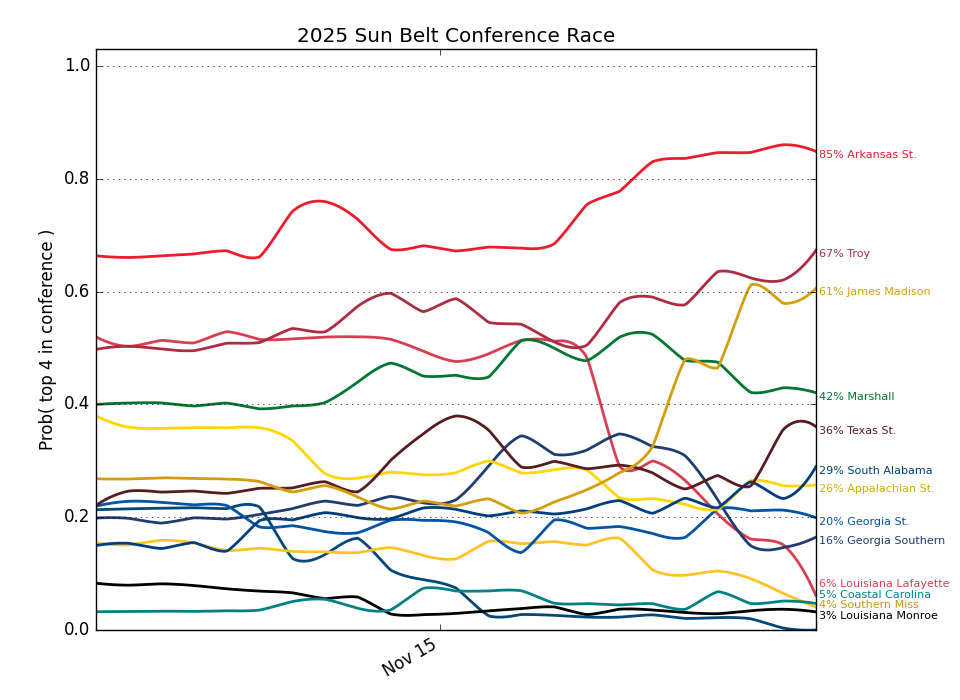 2025 Sun Belt Conference Race
1.0
0.8
0.6
0.4
0.2
0.0
Prob( top 4 in conference )
Nov 15
85% Arkansas St.
67% Troy
61% James Madison
42% Marshall
36% Texas St.
29% South Alabama
26% Appalachian St.
20% Georgia St.
16% Georgia Southern
6% Louisiana Lafayette
5% Coastal Carolina
4% Southern Miss
3% Louisiana Monroe